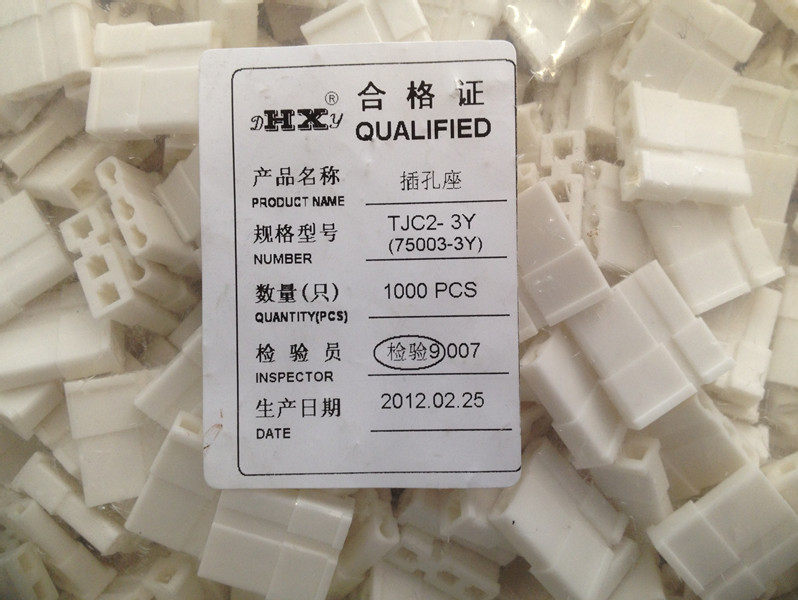 DHXY® 合格证
QUALIFIED
产品名称 插孔座
PRODUCT NAME
规格型号 TJC2- 3Y
NUMBER (75003-3Y)
数量(只) 1000 PCS
QUANTITY(PCS)
检验员 检验9007
INSPECTOR
生产日期 2012.02.25
DATE